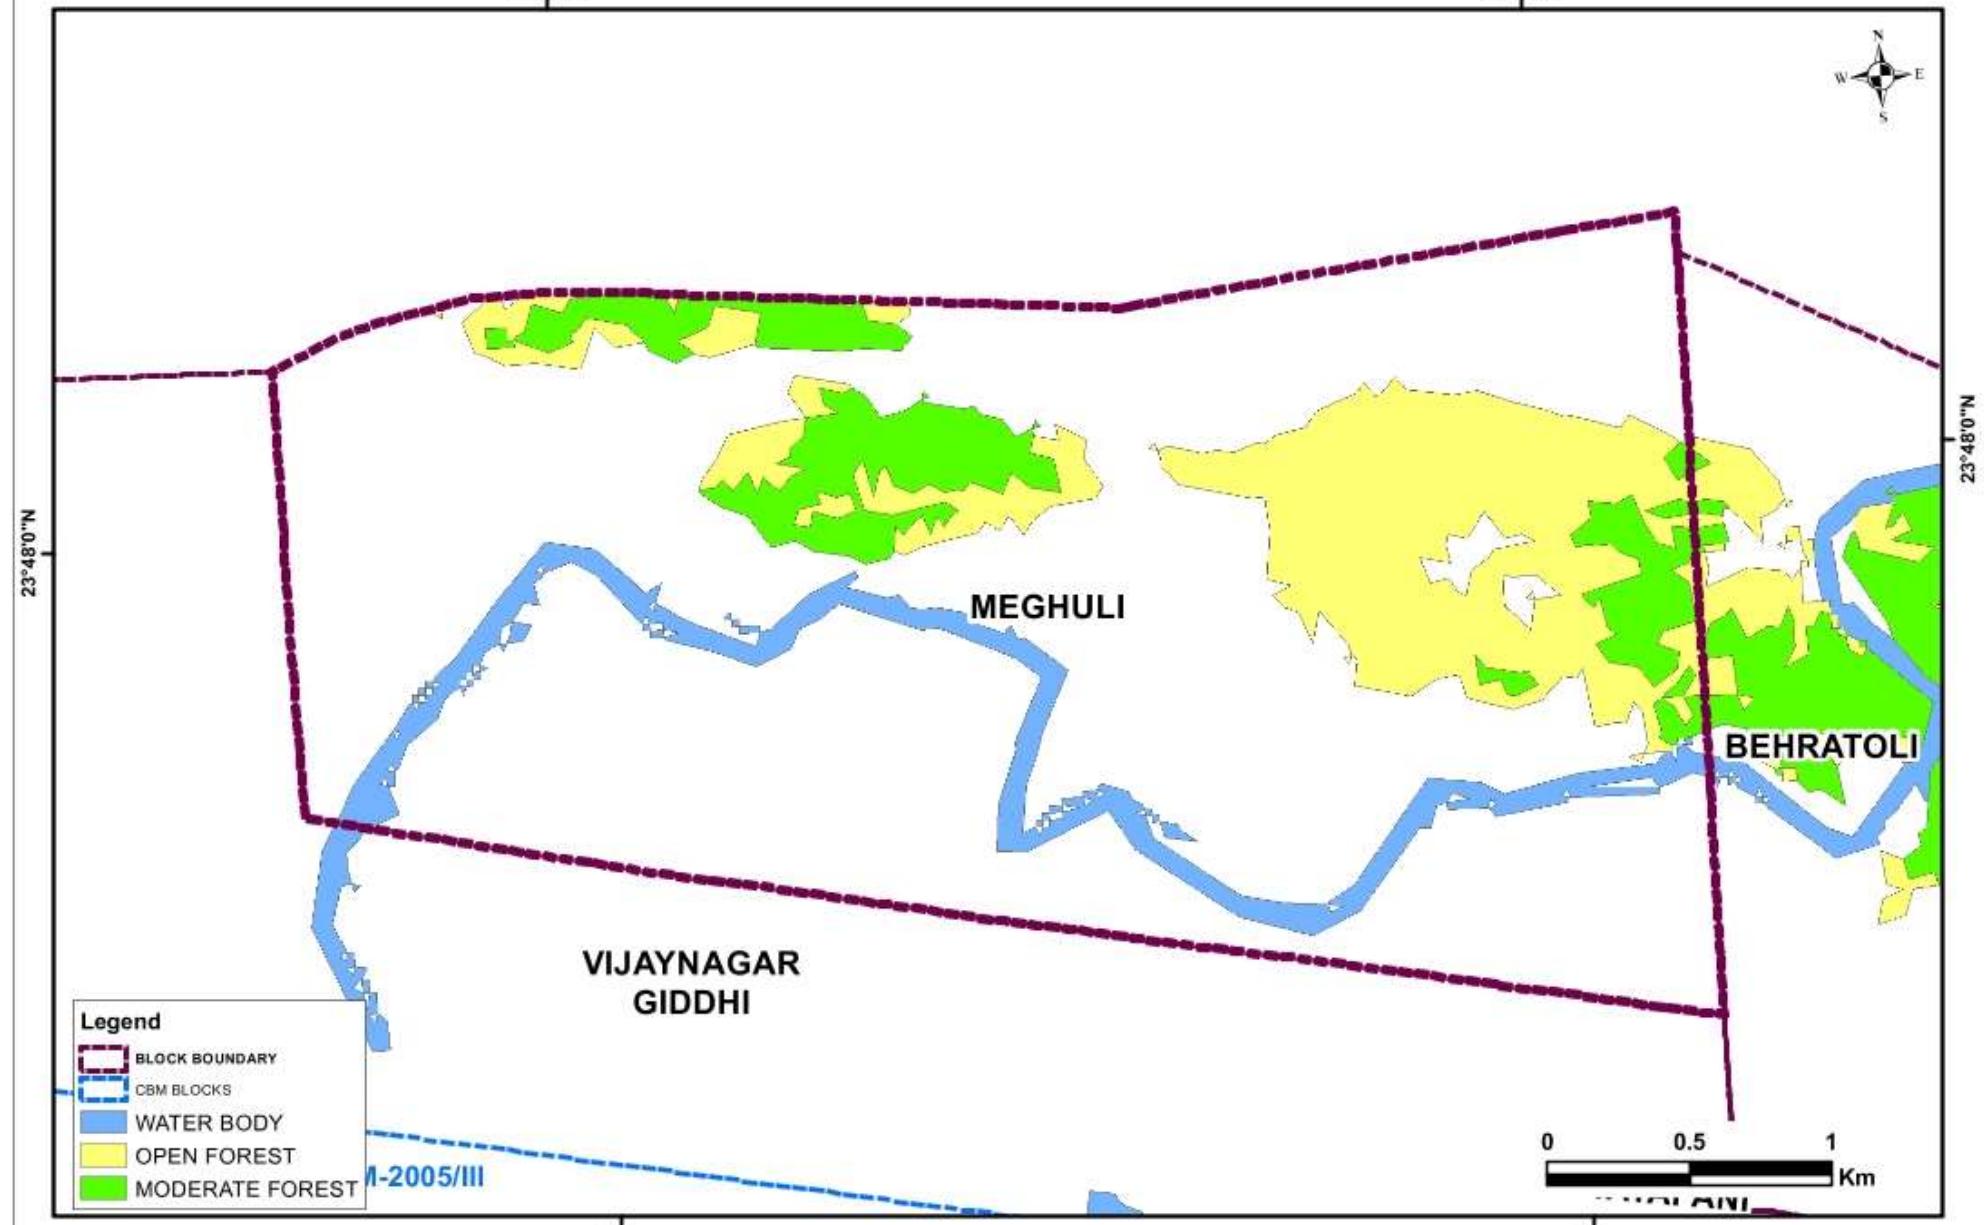 N
W E
S
23°48'0"N
23°48'0"N
MEGHULI
BEHRATOLI
VIJAYNAGAR
GIDDHI
Legend
BLOCK BOUNDARY
CBM BLOCKS
WATER BODY
OPEN FOREST
MODERATE FOREST
M-2005/III
0 0.5 1
Km